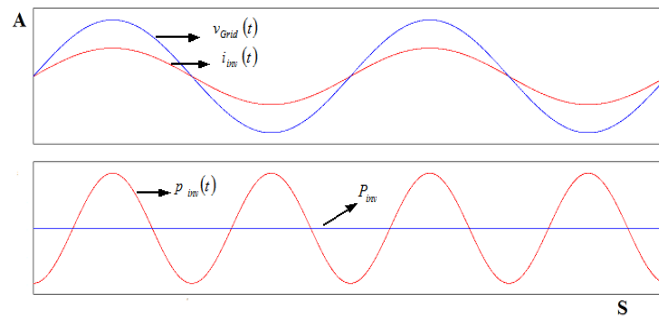 A
v_Grid (t)
i_inv (t)
p_inv (t)
P_inv
S